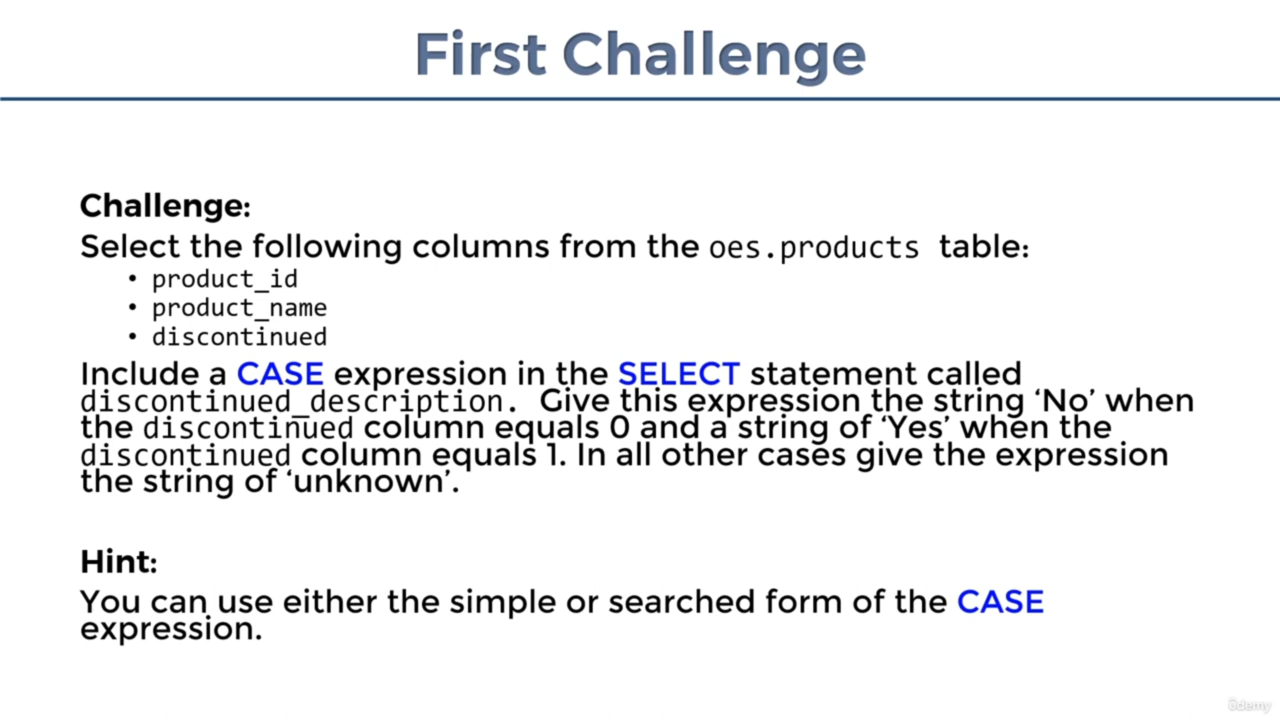 First Challenge
Challenge:
Select the following columns from the oes.products table:
• product_id
• product_name
• discontinued
Include a CASE expression in the SELECT statement called
discontinued_description. Give this expression the string ‘No’ when
the discontinued column equals 0 and a string of ‘Yes’ when the
discontinued column equals 1. In all other cases give the expression
the string of ‘unknown’.
Hint:
You can use either the simple or searched form of the CASE
expression.
ûdemy